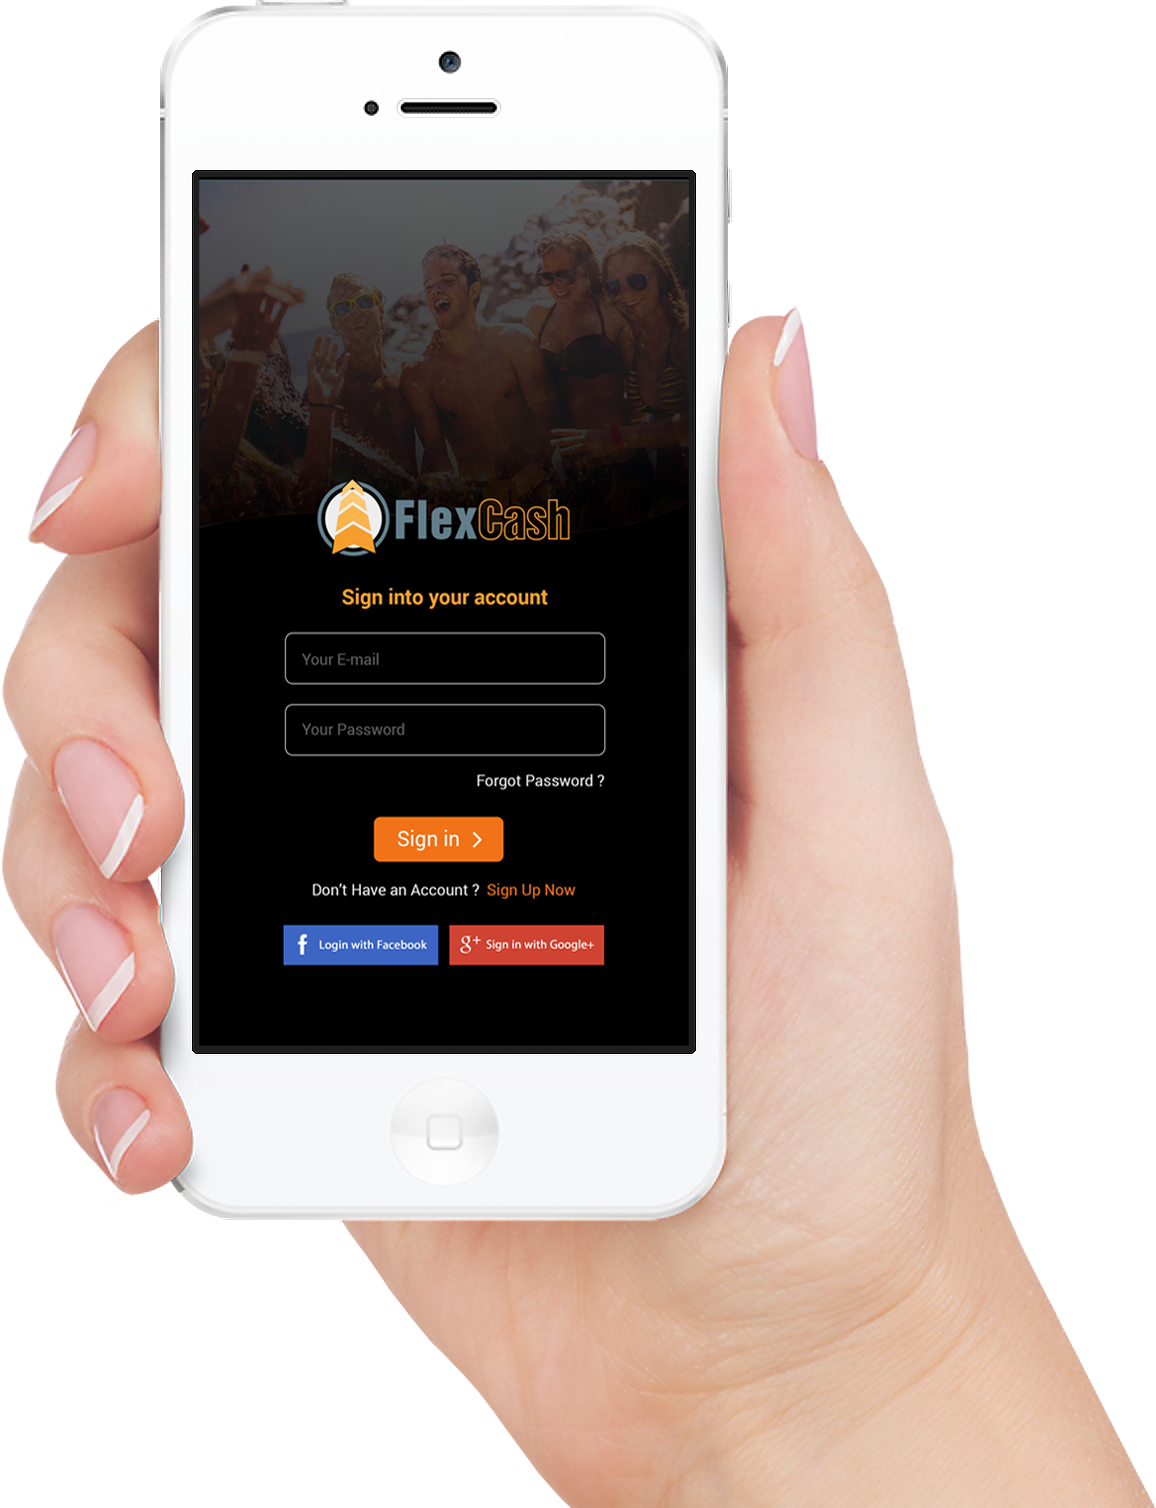 FlexCash
Sign into your account
Your E-mail
Your Password
Forgot Password ?
Sign in
Don't Have an Account ? Sign Up Now
f Login with Facebook
g+ Sign in with Google+